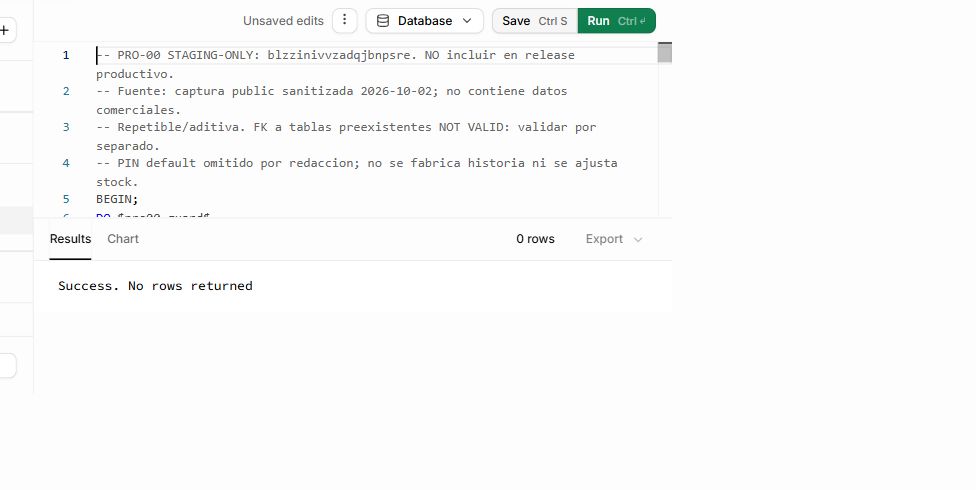 +
Unsaved edits
Database
Save Ctrl S
Run Ctrl ↵
1 -- PRO-00 STAGING-ONLY: blzzinivvzadqjbnpsre. NO incluir en release
productivo.
2 -- Fuente: captura public sanitizada 2026-10-02; no contiene datos
comerciales.
3 -- Repetible/aditiva. FK a tablas preexistentes NOT VALID: validar por
separado.
4 -- PIN default omitido por redaccion; no se fabrica historia ni se ajusta
stock.
5 BEGIN;
Results Chart
0 rows Export
Success. No rows returned